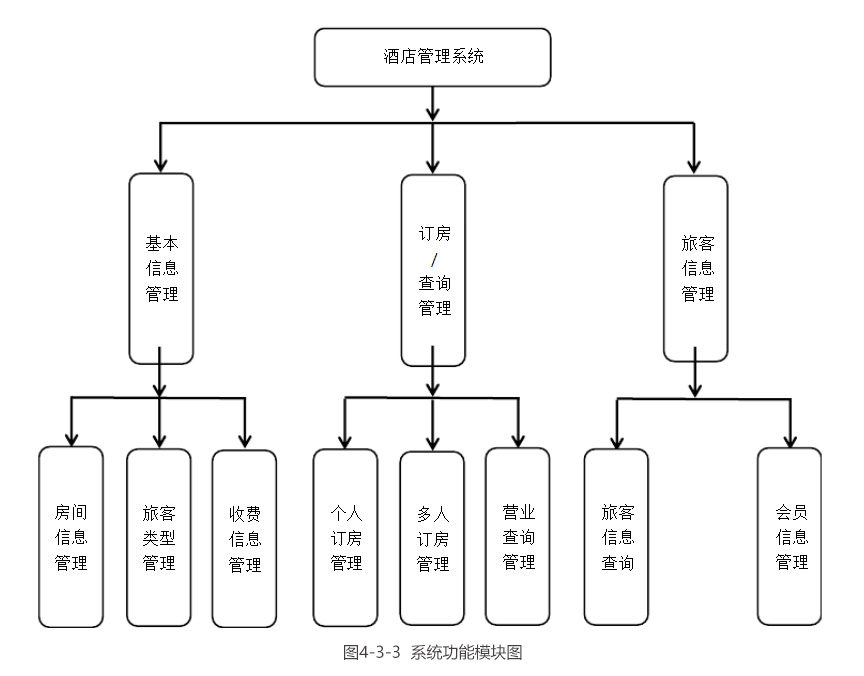 酒店管理系统
基本
信息
管理
订房
/
查询
管理
旅客
信息
管理
房间
信息
管理
旅客
类型
管理
收费
信息
管理
个人
订房
管理
多人
订房
管理
营业
查询
管理
旅客
信息
查询
会员
信息
管理
图4-3-3 系统功能模块图